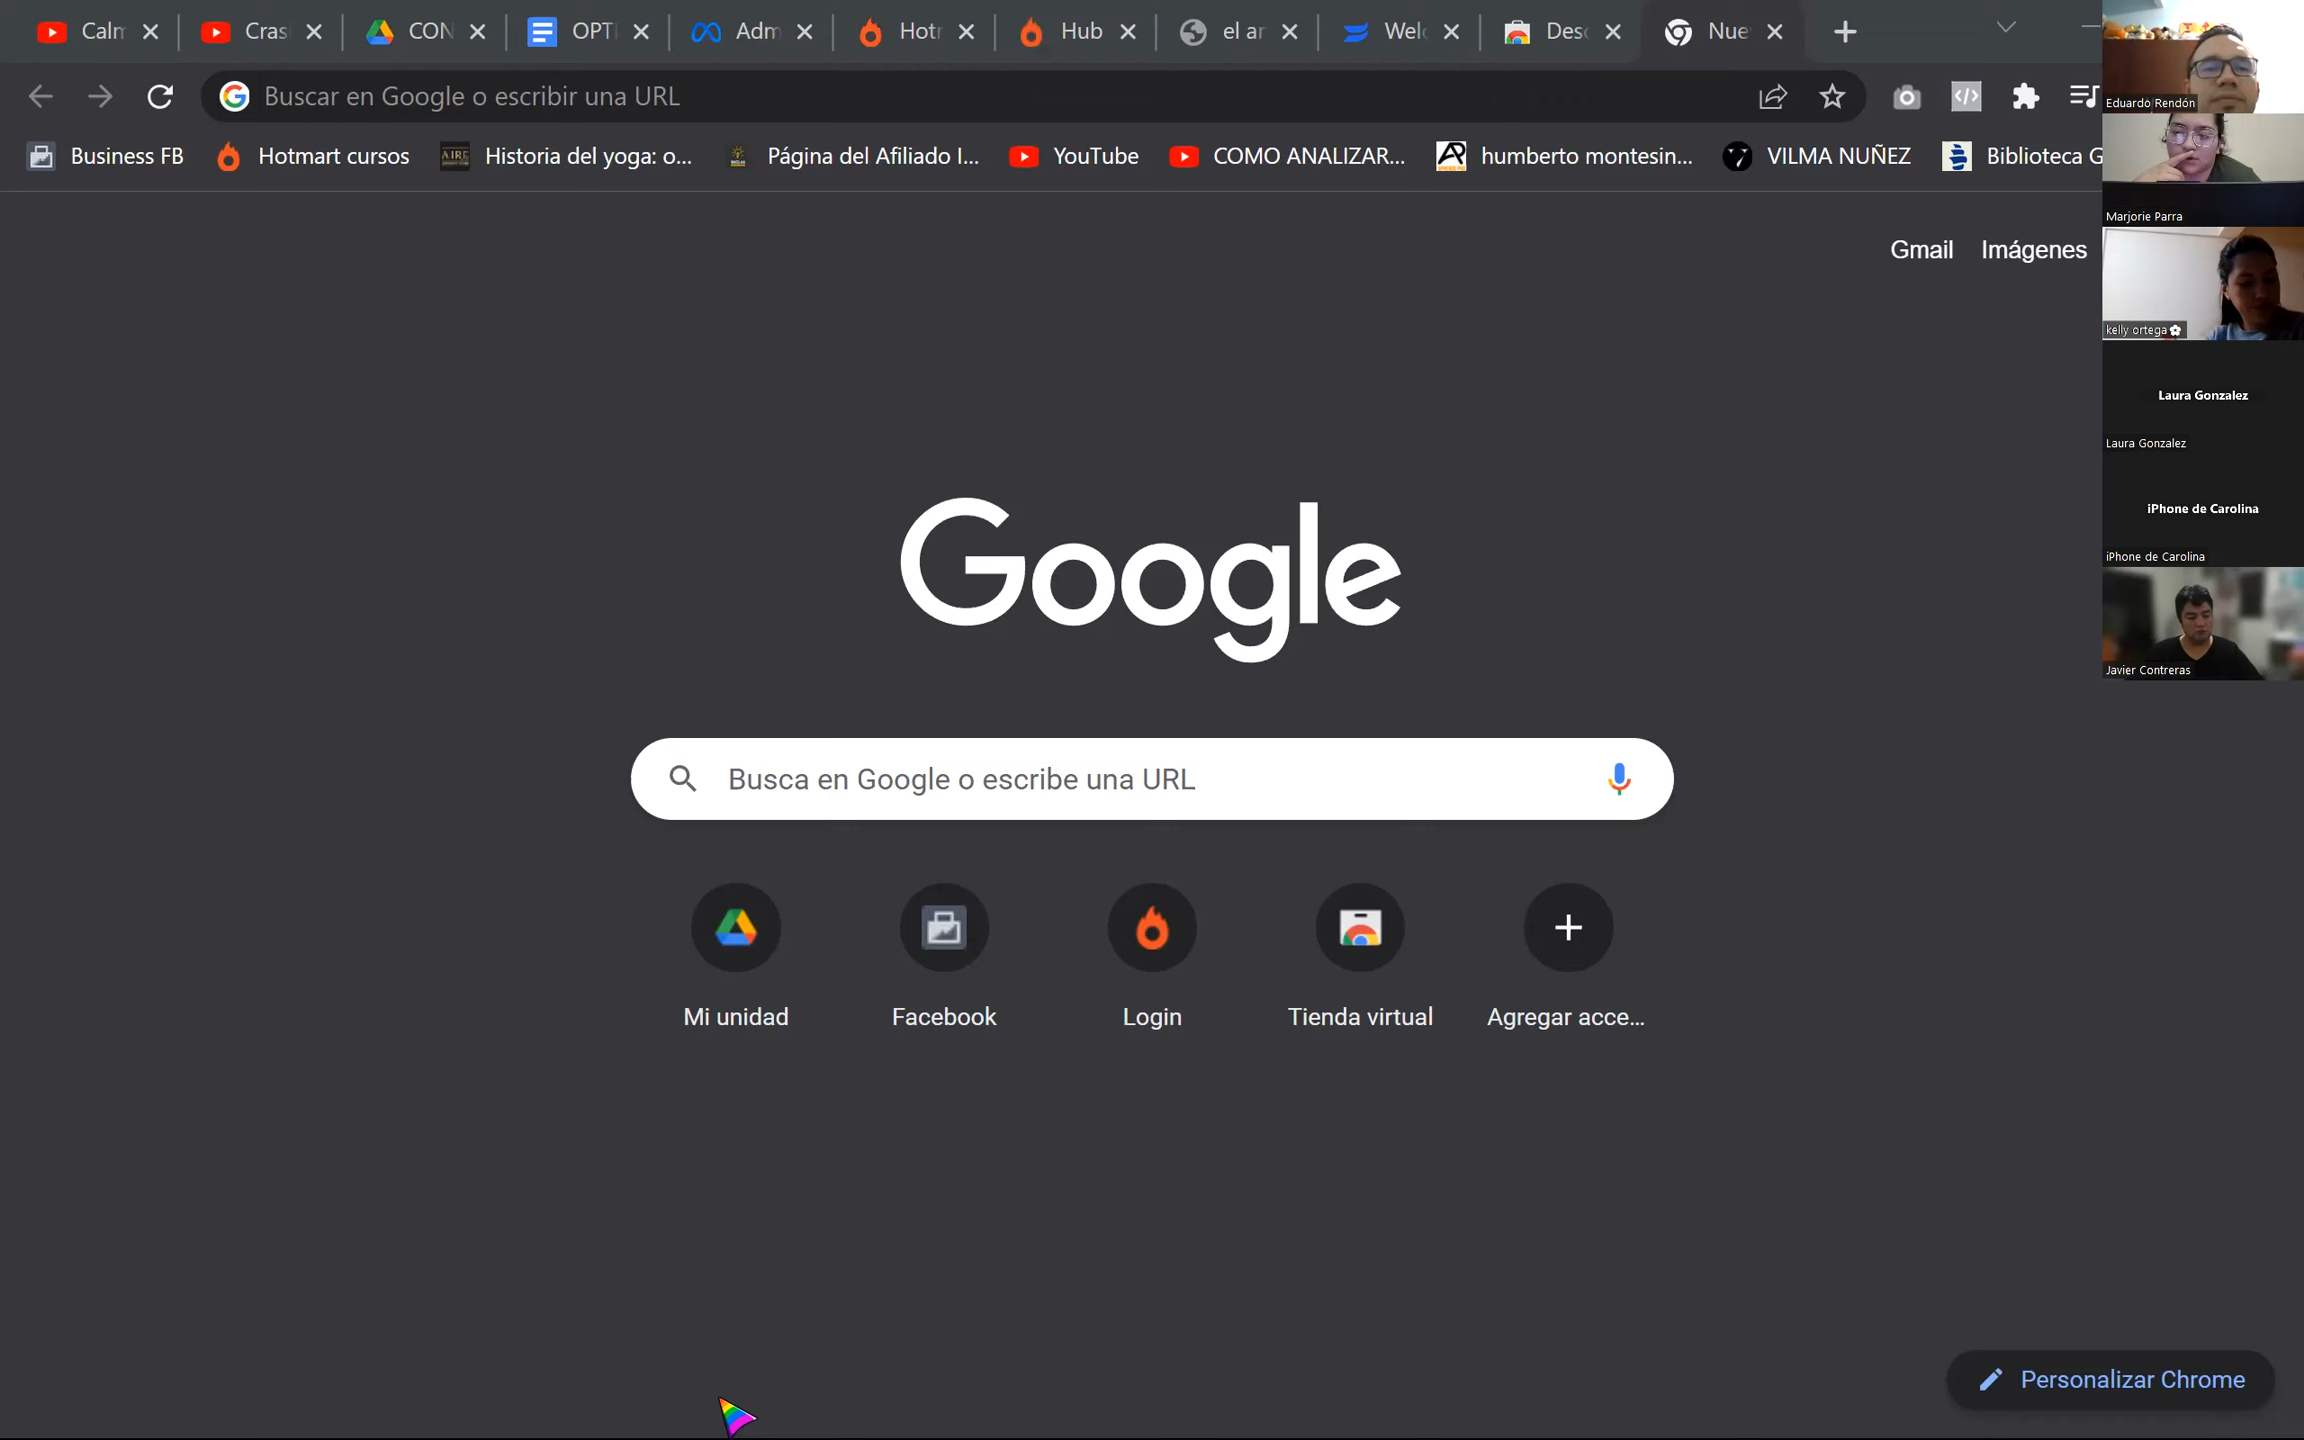 Calm
Cras
CON
OPTI
Adm
Hotm
Hub
el ar
Welc
Desc
Nue
Buscar en Google o escribir una URL
Business FB
Hotmart cursos
Historia del yoga: o...
Página del Afiliado I...
YouTube
COMO ANALIZAR...
humberto montesin...
VILMA NUÑEZ
Biblioteca G
Gmail Imágenes
Eduardo Rendón
Marjorie Parra
kelly ortega
Laura Gonzalez
Laura Gonzalez
iPhone de Carolina
iPhone de Carolina
Javier Contreras
Google
Busca en Google o escribe una URL
Mi unidad
Facebook
Login
Tienda virtual
Agregar acce...
Personalizar Chrome